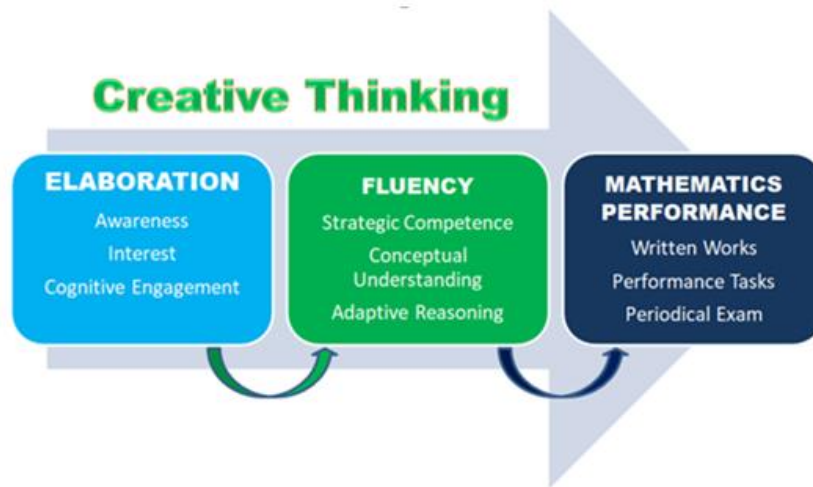 Creative Thinking
ELABORATION
Awareness
Interest
Cognitive Engagement
FLUENCY
Strategic Competence
Conceptual
Understanding
Adaptive Reasoning
MATHEMATICS
PERFORMANCE
Written Works
Performance Tasks
Periodical Exam